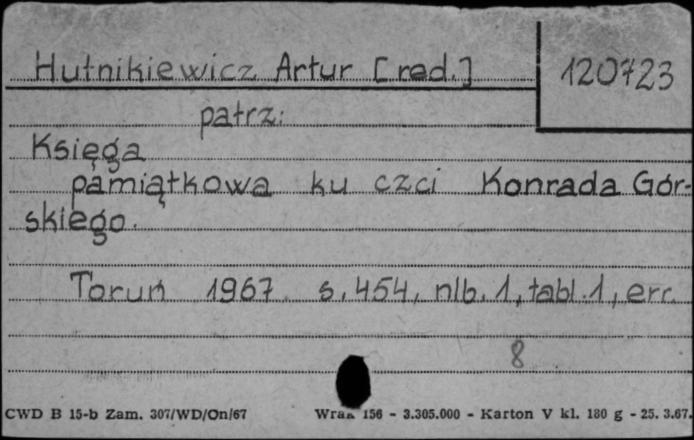 Hutnikiewicz Artur [red.]
120723
patrz:
Księga
pamiątkowa ku czci Konrada Gór-
skiego.
Toruń 1967. s. 454, nlb. 1, tabl. 1, err.
8
CWD B 15-b Zam. 307/WD/On/67 156 - 3.305.000 - Karton V kl. 180 g - 25. 3.67.